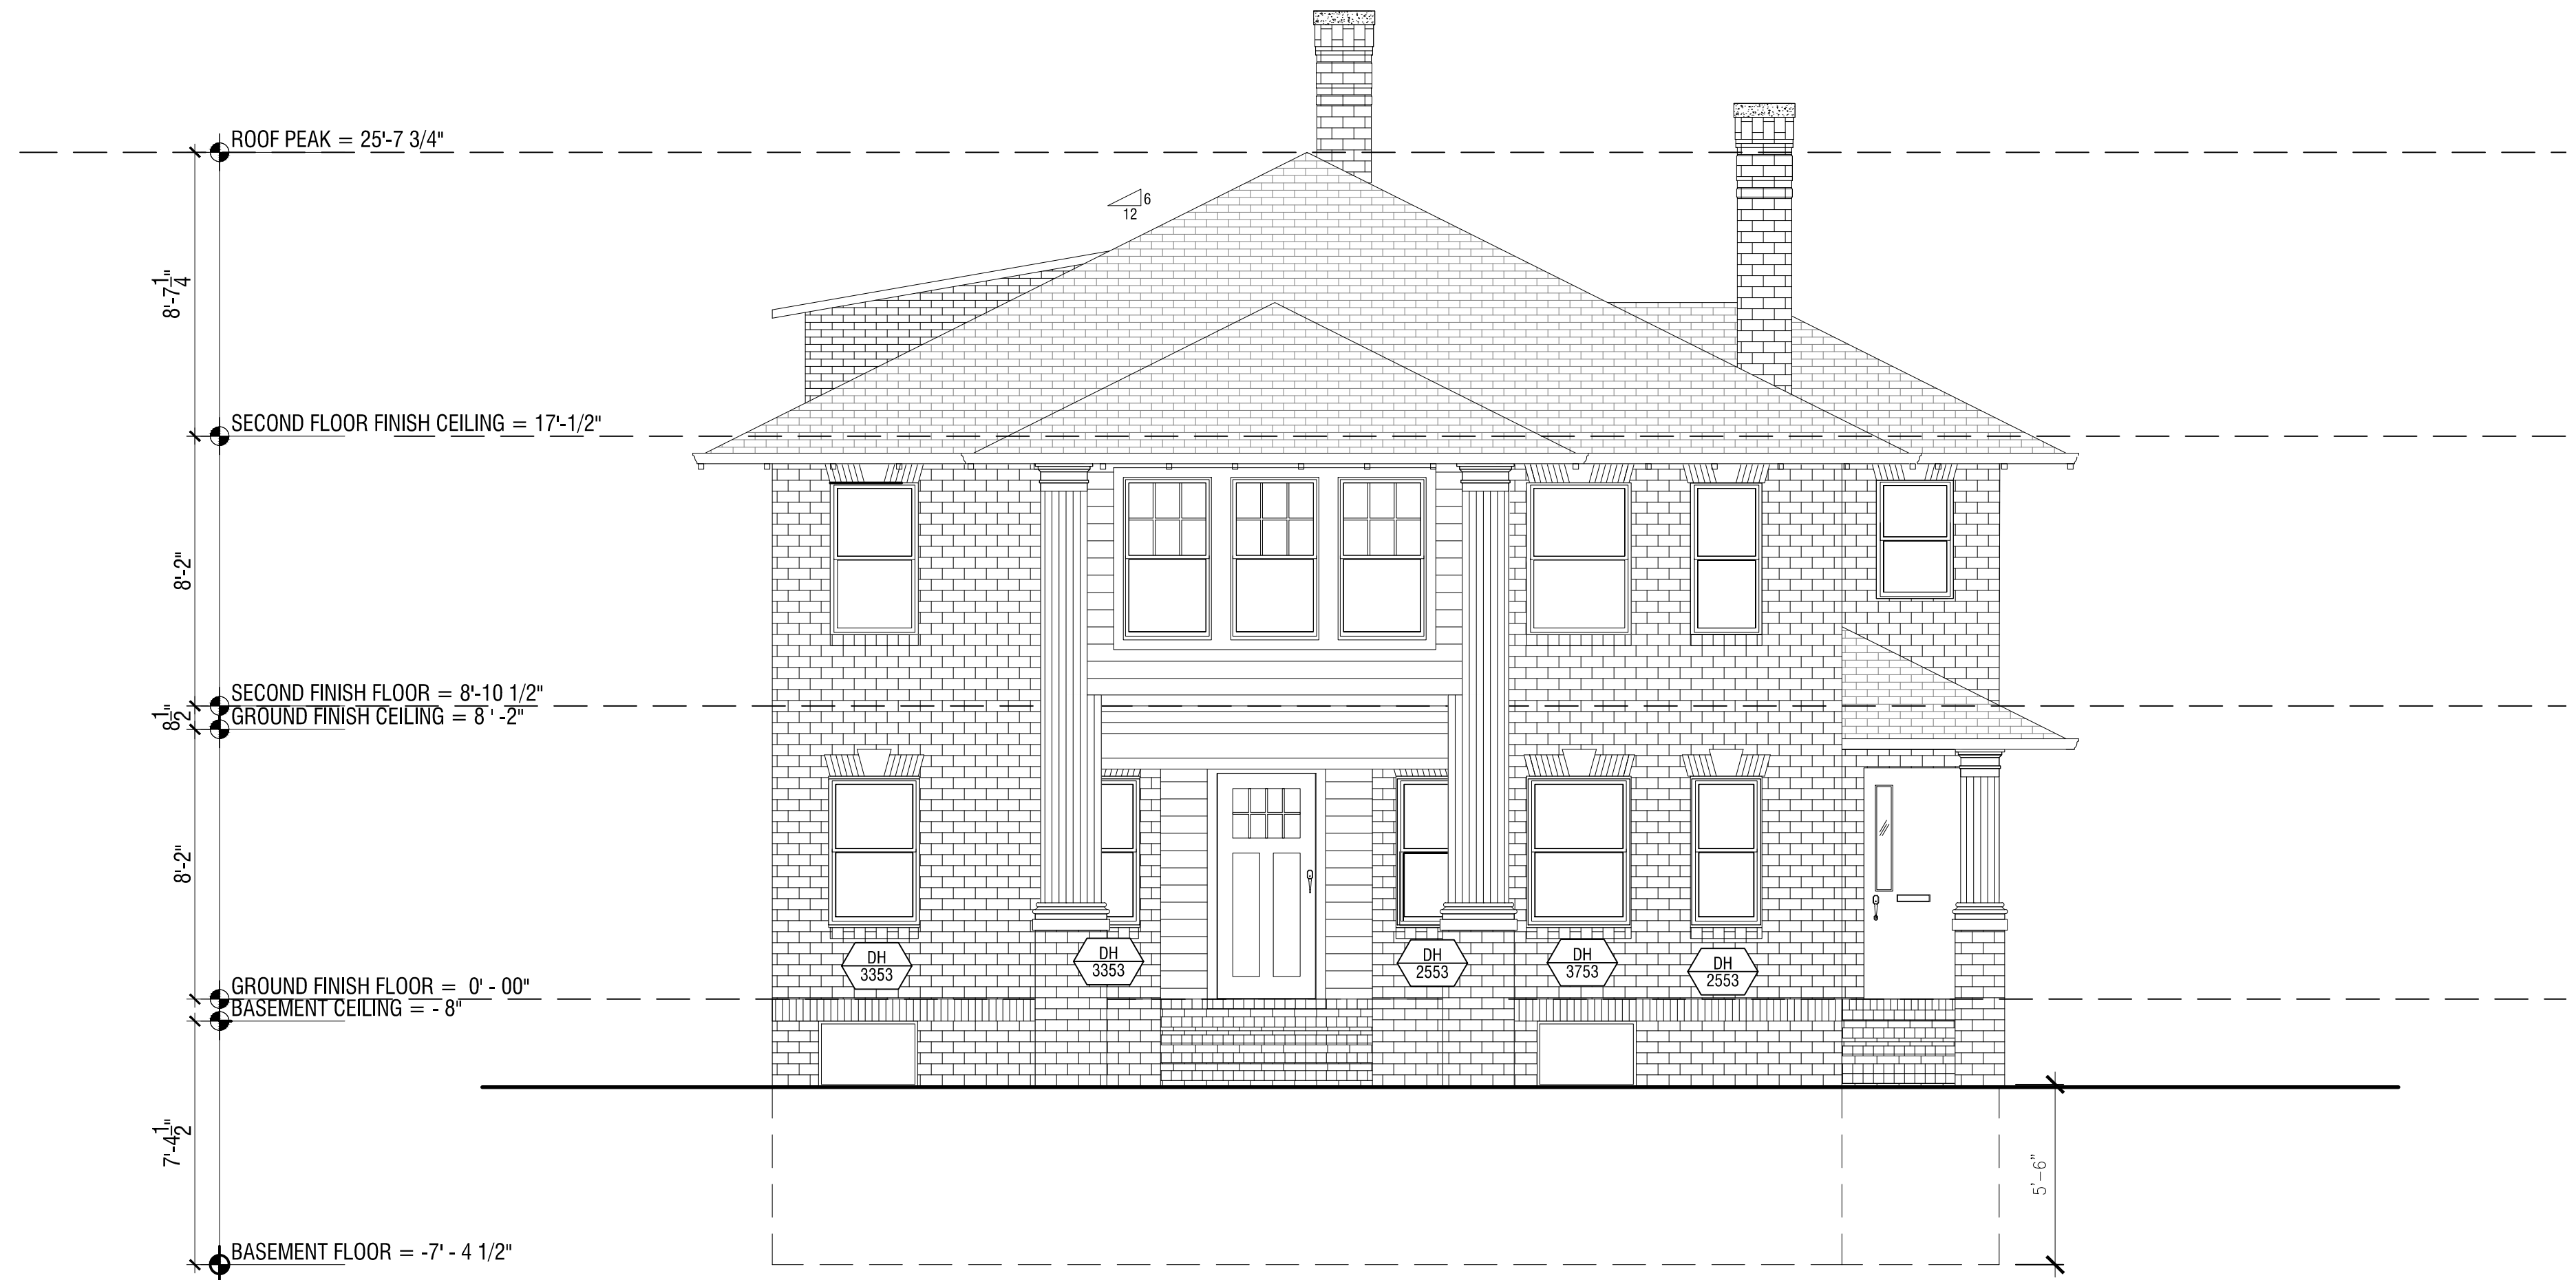 ROOF PEAK = 25'-7 3/4"
6
12
8'-7 1/4"
SECOND FLOOR FINISH CEILING = 17'-1/2"
8'-2"
SECOND FINISH FLOOR = 8'-10 1/2"
8 1/2"
GROUND FINISH CEILING = 8 ' -2"
8'-2"
DH
3353
DH
3353
DH
2553
DH
3753
DH
2553
GROUND FINISH FLOOR = 0' - 00"
BASEMENT CEILING = - 8"
7'-4 1/2"
5'-6"
BASEMENT FLOOR = -7' - 4 1/2"